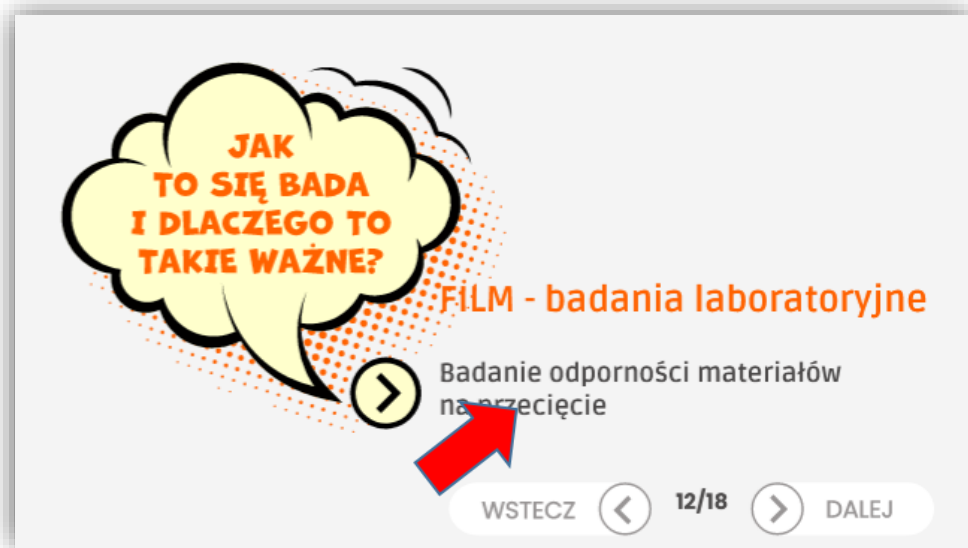 JAK
TO SIĘ BADA
I DLACZEGO TO
TAKIE WAŻNE?
FILM - badania laboratoryjne
Badanie odporności materiałów
na przecięcie
WSTECZ 12/18 DALEJ